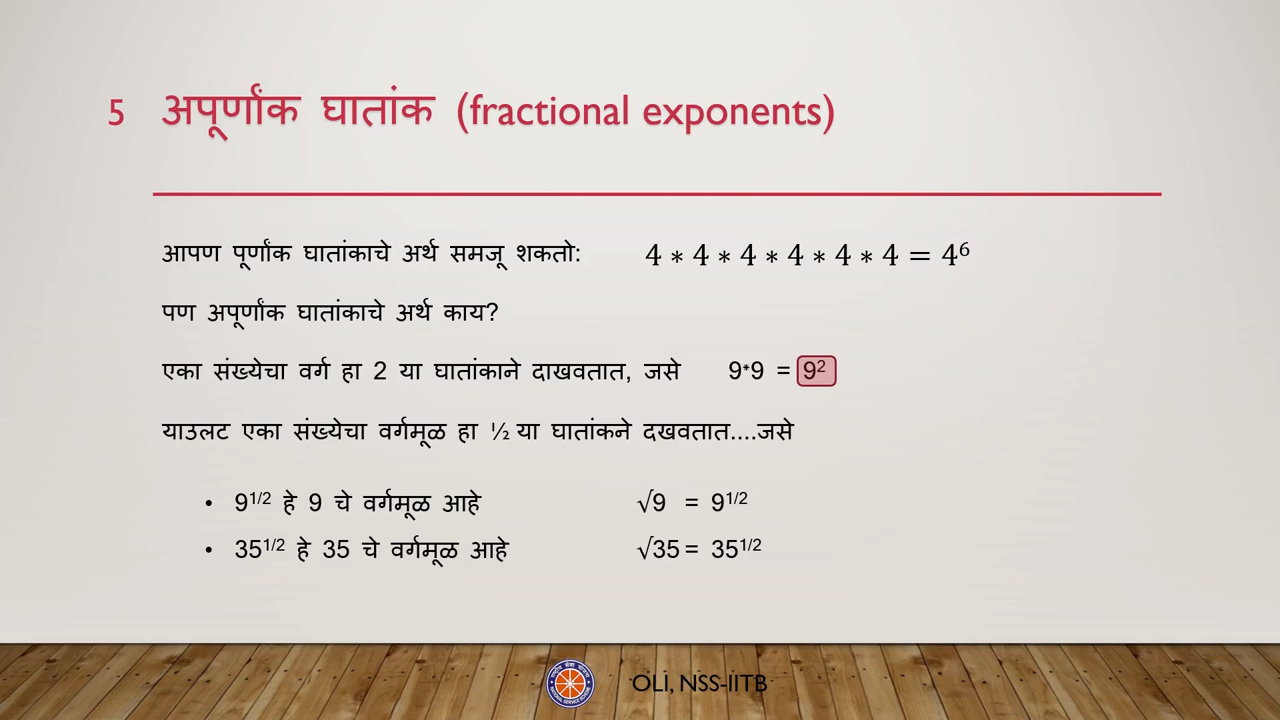 5 अपूर्णांक घातांक (fractional exponents)
आपण पूर्णांक घातांकाचे अर्थ समजू शकतो: 4 ∗ 4 ∗ 4 ∗ 4 ∗ 4 ∗ 4 = 4⁶
पण अपूर्णांक घातांकाचे अर्थ काय?
एका संख्येचा वर्ग हा 2 या घातांकाने दाखवतात, जसे 9*9 = 9²
याउलट एका संख्येचा वर्गमूळ हा ½ या घातांकने दखवतात....जसे
• 9^1/2 हे 9 चे वर्गमूळ आहे √9 = 9^1/2
• 35^1/2 हे 35 चे वर्गमूळ आहे √35 = 35^1/2
OLI, NSS-IITB